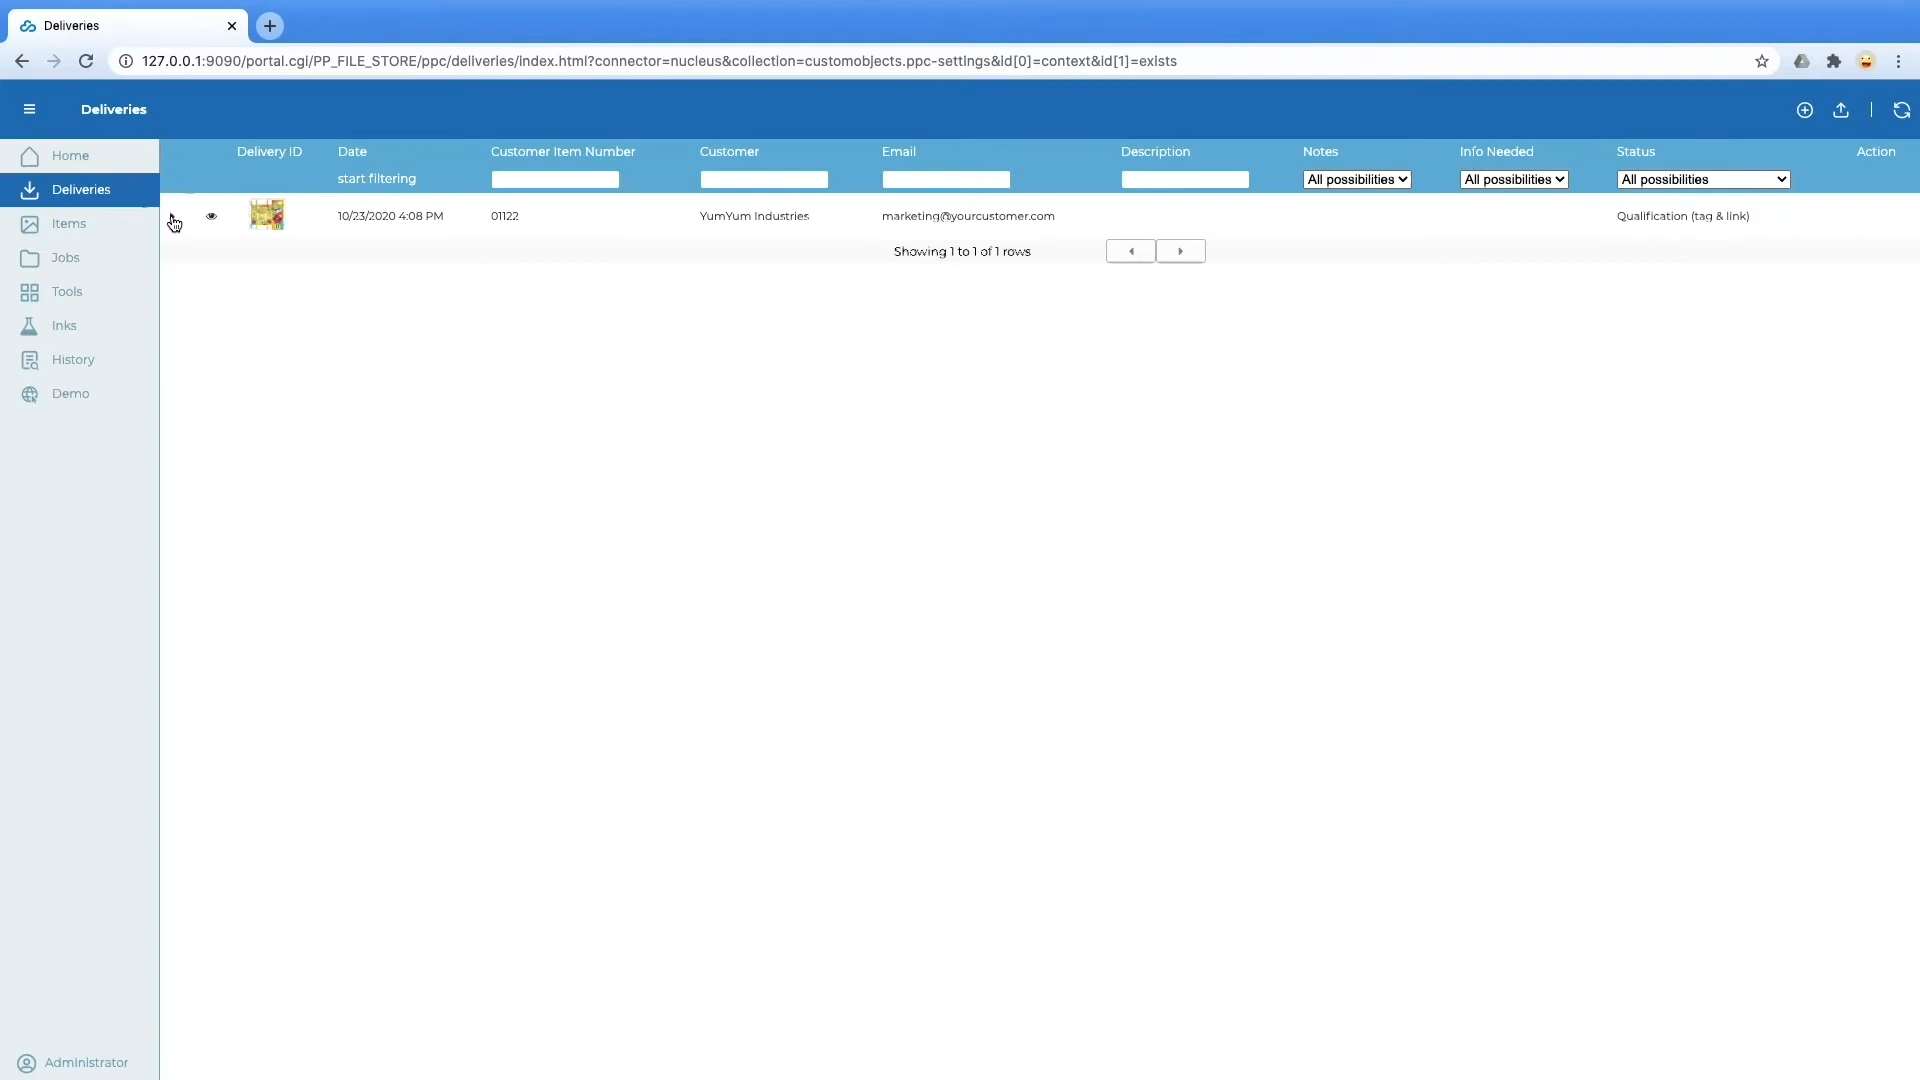 Deliveries
127.0.0.1:9090/portal.cgi/PP_FILE_STORE/ppc/deliveries/index.html?connector=nucleus&collection=customobjects.ppc-settings&id[0]=context&id[1]=exists
Deliveries
Home
Deliveries
Items
Jobs
Tools
Inks
History
Demo
Administrator
Delivery ID Date Customer Item Number Customer Email Description Notes Info Needed Status Action
start filtering All possibilities All possibilities All possibilities
10/23/2020 4:08 PM 01122 YumYum Industries marketing@yourcustomer.com Qualification (tag & link)
Showing 1 to 1 of 1 rows